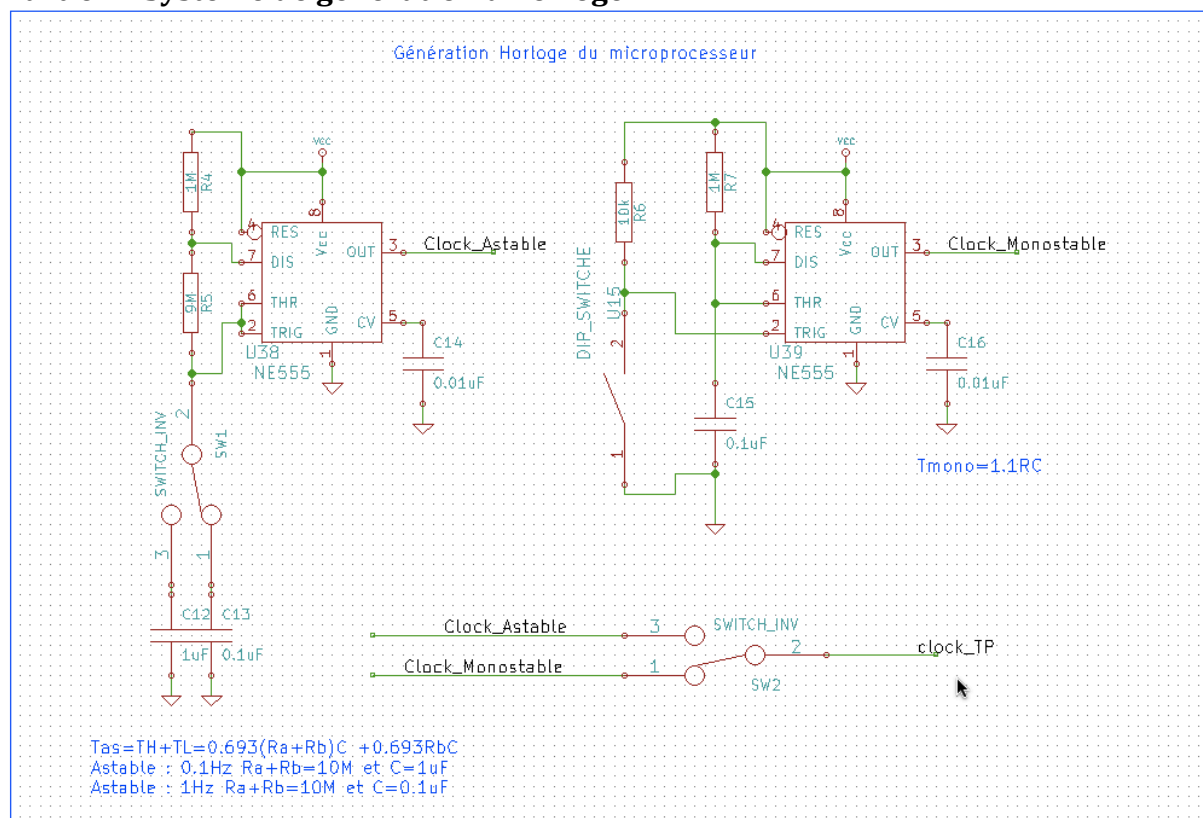 Génération Horloge du microprocesseur
1M
R4
9M
R5
Vcc
8
4
RES
7
DIS
6
THR
2
TRIG
Vcc
GND
1
OUT
3
Clock_Astable
CV
5
U38
NE555
C14
0.01uF
10k
R6
1M
R7
DIP_SWITCHE
U15
2
1
C15
0.1uF
Vcc
8
4
RES
7
DIS
6
THR
2
TRIG
Vcc
GND
1
OUT
3
Clock_Monostable
CV
5
U39
NE555
C16
0.01uF
Tmono=1.1RC
SWITCH_INV
2
SW1
3
1
C12
1uF
C13
0.1uF
Clock_Astable
3
SWITCH_INV
Clock_Monostable
1
2
SW2
clock_TP
Tas=TH+TL=0.693(Ra+Rb)C +0.693RbC
Astable : 0.1Hz Ra+Rb=10M et C=1uF
Astable : 1Hz Ra+Rb=10M et C=0.1uF